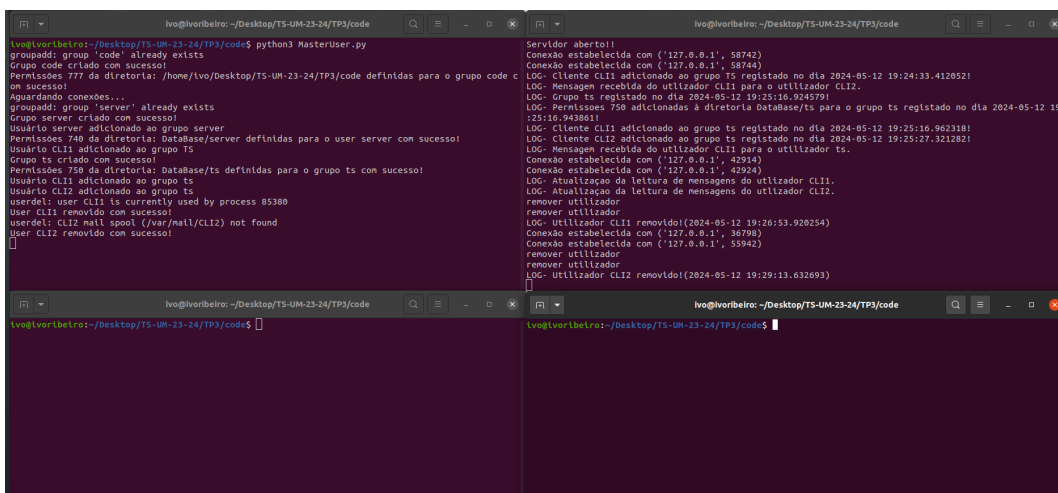 ivo@ivoribeiro: ~/Desktop/TS-UM-23-24/TP3/code
ivo@ivoribeiro:~/Desktop/TS-UM-23-24/TP3/code$ python3 MasterUser.py
groupadd: group 'code' already exists
Grupo code criado com sucesso!
Permissões 777 da diretoria: /home/ivo/Desktop/TS-UM-23-24/TP3/code definidas para o grupo code c
om sucesso!
Aguardando conexões...
groupadd: group 'server' already exists
Grupo server criado com sucesso!
Usuário server adicionado ao grupo server
Permissões 740 da diretoria: DataBase/server definidas para o user server com sucesso!
Usuário CLI1 adicionado ao grupo TS
Grupo ts criado com sucesso!
Permissões 750 da diretoria: DataBase/ts definidas para o grupo ts com sucesso!
Usuário CLI1 adicionado ao grupo ts
Usuário CLI2 adicionado ao grupo ts
userdel: user CLI1 is currently used by process 85380
User CLI1 removido com sucesso!
userdel: CLI2 mail spool (/var/mail/CLI2) not found
User CLI2 removido com sucesso!
ivo@ivoribeiro: ~/Desktop/TS-UM-23-24/TP3/code
Servidor aberto!!
Conexão estabelecida com ('127.0.0.1', 58742)
Conexão estabelecida com ('127.0.0.1', 58744)
LOG- Cliente CLI1 adicionado ao grupo TS registado no dia 2024-05-12 19:24:33.412052!
LOG- Mensagem recebida do utlizador CLI1 para o utilizador CLI2.
LOG- Grupo ts registado no dia 2024-05-12 19:25:16.924579!
LOG- Permissoes 750 adicionadas à diretoria DataBase/ts para o grupo ts registado no dia 2024-05-12 19
:25:16.943861!
LOG- Cliente CLI1 adicionado ao grupo ts registado no dia 2024-05-12 19:25:16.962318!
LOG- Cliente CLI2 adicionado ao grupo ts registado no dia 2024-05-12 19:25:27.321282!
LOG- Mensagem recebida do utlizador CLI1 para o utilizador ts.
Conexão estabelecida com ('127.0.0.1', 42914)
Conexão estabelecida com ('127.0.0.1', 42924)
LOG- Atualizaçao da leitura de mensagens do utlizador CLI1.
LOG- Atualizaçao da leitura de mensagens do utlizador CLI2.
remover utilizador
remover utilizador
LOG- Utilizador CLI1 removido!(2024-05-12 19:26:53.920254)
Conexão estabelecida com ('127.0.0.1', 36798)
Conexão estabelecida com ('127.0.0.1', 55942)
remover utilizador
remover utilizador
LOG- Utilizador CLI2 removido!(2024-05-12 19:29:13.632693)
ivo@ivoribeiro: ~/Desktop/TS-UM-23-24/TP3/code
ivo@ivoribeiro:~/Desktop/TS-UM-23-24/TP3/code$
ivo@ivoribeiro: ~/Desktop/TS-UM-23-24/TP3/code
ivo@ivoribeiro:~/Desktop/TS-UM-23-24/TP3/code$